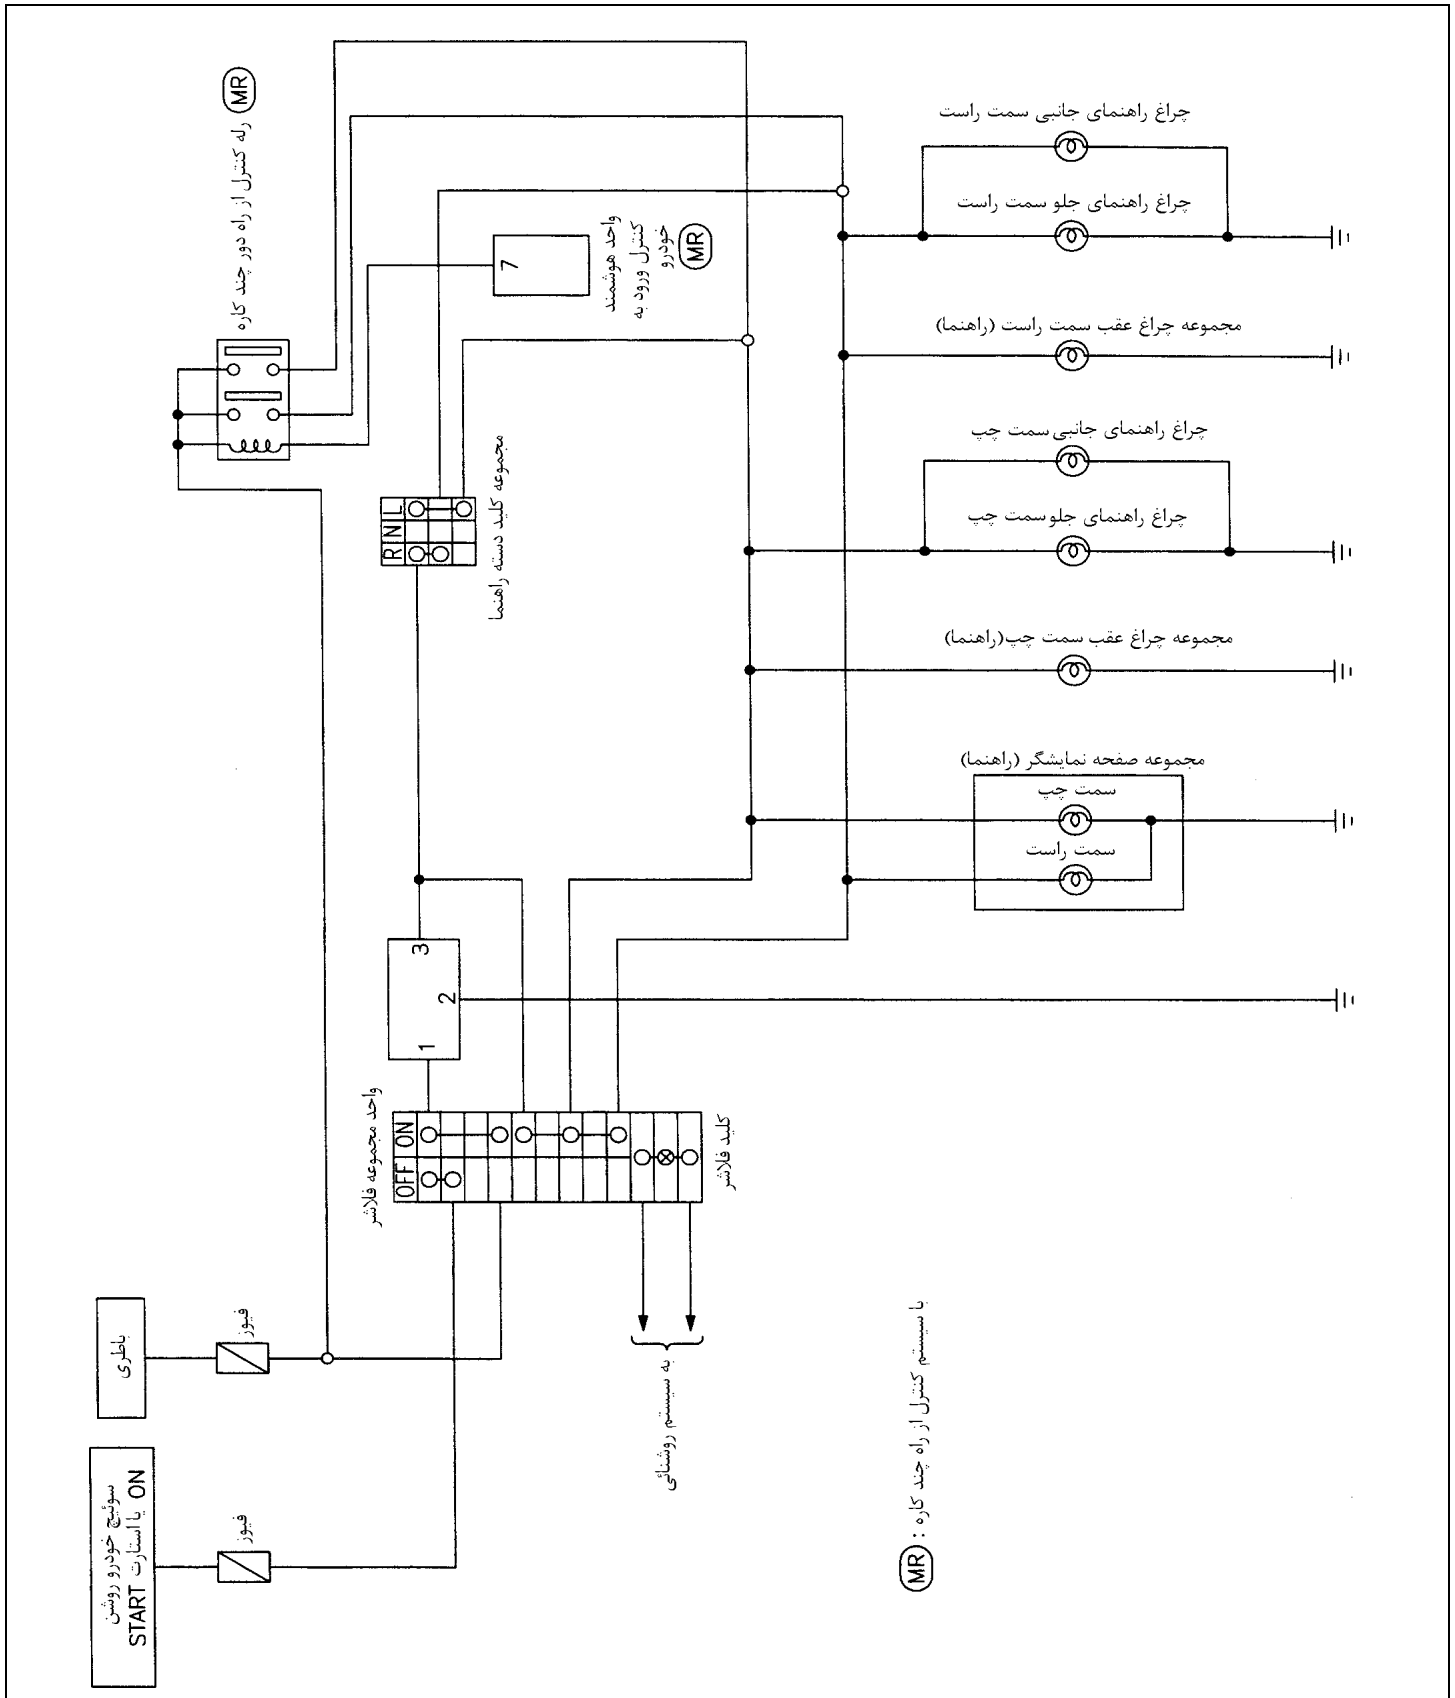 MR
رله کنترل از راه دور چند کاره
7
واحد هوشمند
کنترل ورود به
خودرو
MR
چراغ راهنمای جانبی سمت راست
چراغ راهنمای جلو سمت راست
مجموعه چراغ عقب سمت راست (راهنما)
چراغ راهنمای جانبی سمت چپ
چراغ راهنمای جلو سمت چپ
مجموعه چراغ عقب سمت چپ(راهنما)
مجموعه صفحه نمایشگر (راهنما)
سمت چپ
سمت راست
L
N
R
مجموعه کلید دسته راهنما
3
2
1
واحد مجموعه فلاشر
ON
OFF
کلید فلاشر
باطری
فیوز
سوئیچ خودرو روشن
ON یا استارت START
فیوز
به سیستم روشنائی
MR : با سیستم کنترل از راه چند کاره